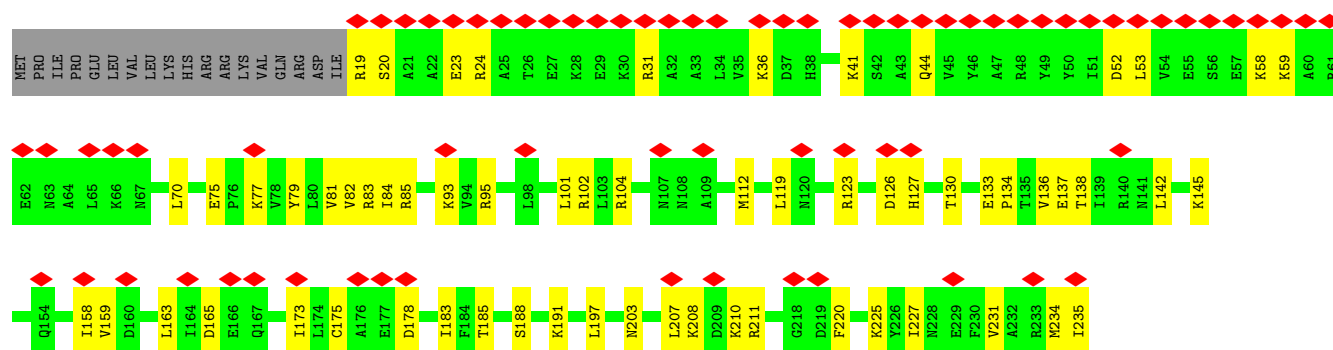 MET PRO ILE PRO GLU LEU VAL LEU LYS HIS ARG ARG LYS VAL GLN ARG ASP ILE R19 S20 A21 A22 E23 R24 A25 T26 E27 K28 E29 K30 R31 A32 A33 L34 V35 K36 D37 H38 K41 S42 A43 Q44 V45 Y46 A47 R48 Y49 Y50 I51 D52 L53 V54 E55 S56 E57 K58 K59 A60 R61
E62 N63 A64 L65 K66 N67 L70 E75 P76 K77 V78 Y79 L80 V81 V82 R83 I84 R85 K93 V94 R95 L98 L101 R102 L103 R104 N107 N108 A109 M112 L119 N120 R123 D126 H127 T130 E133 P134 T135 V136 E137 T138 I139 R140 N141 L142 K145
Q154 I158 V159 D160 L163 I164 D165 E166 Q167 I173 L174 C175 A176 E177 D178 I183 F184 T185 S188 K191 L197 N203 L207 K208 D209 K210 R211 G218 D219 F220 K225 Y226 I227 N228 E229 F230 V231 A232 R233 M234 I235